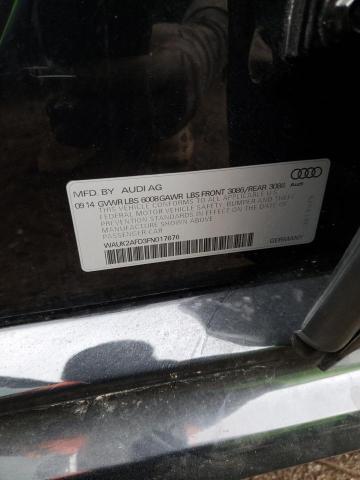 MFD. BY AUDI AG
09.14 GVWR LBS 6008 GAWR LBS FRONT 3086/REAR 3086
THIS VEHICLE CONFORMS TO ALL APPLICABLE U.S.
FEDERAL MOTOR VEHICLE SAFETY, BUMPER AND THEFT
PREVENTION STANDARDS IN EFFECT ON THE DATE OF
MANUFACTURE SHOWN ABOVE
PASSENGER CAR
Audi
WAUK2AFD3FN017676
GERMANY